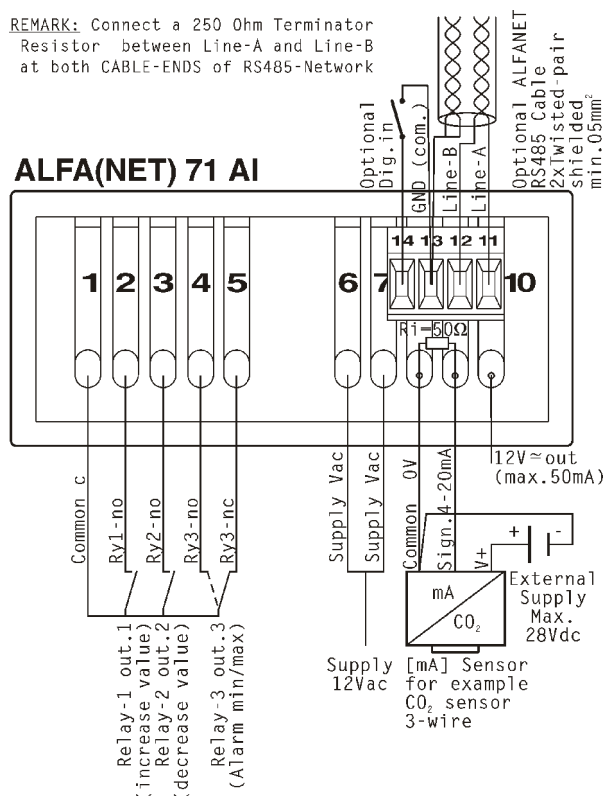 REMARK: Connect a 250 Ohm Terminator
Resistor between Line-A and Line-B
at both CABLE-ENDS of RS485-Network
ALFA(NET) 71 AI
Optional
Dig.in
GND (com.)
Line-B
Line-A
Optional ALFANET
RS485 Cable
2xTwisted-pair
shielded
min.05mm²
14 13 12 11
1 2 3 4 5 6 7 10
Ri=50Ω
12V≃out
(max.50mA)
Common c
Ry1-no
Ry2-no
Ry3-no
Ry3-nc
Supply Vac
Supply Vac
Common 0V
Sign.4-20mA
V+
+ -
External
Supply
Max.
28Vdc
mA
CO₂
Supply
12Vac
[mA] Sensor
for example
CO₂ sensor
3-wire
Relay-1 out.1
(increase value)
Relay-2 out.2
(decrease value)
Relay-3 out.3
(Alarm min/max)